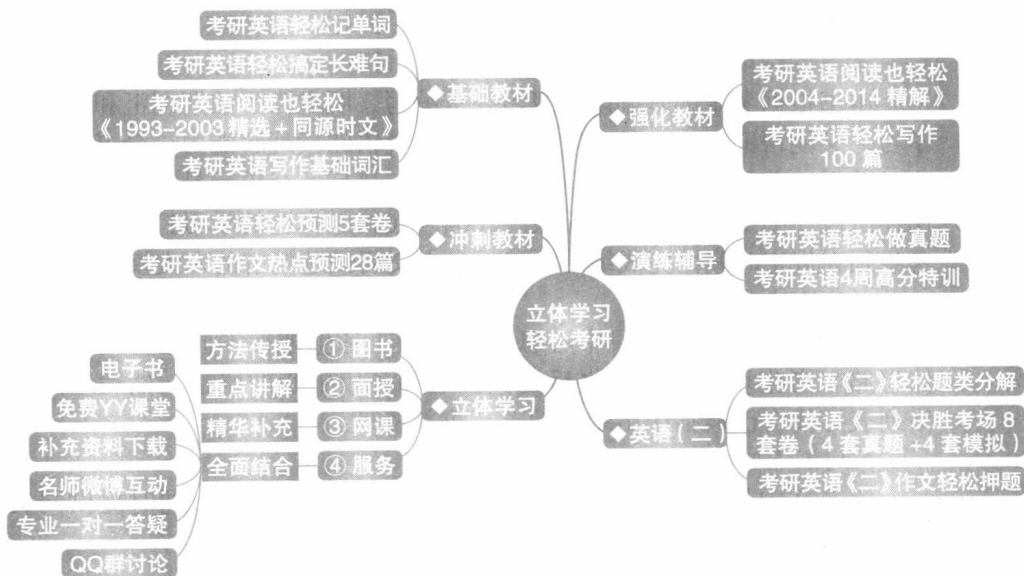 考研英语轻松记单词
考研英语轻松搞定长难句
考研英语阅读也轻松
《1993-2003精选+同源时文》
考研英语写作基础词汇
◆基础教材
考研英语轻松预测5套卷
考研英语作文热点预测28篇
◆冲刺教材
方法传授
①图书
重点讲解
②面授
精华补充
③网课
全面结合
④服务
◆立体学习
电子书
免费YY课堂
补充资料下载
名师微博互动
专业一对一答疑
QQ群讨论
立体学习
轻松考研
◆强化教材
考研英语阅读也轻松
《2004-2014精解》
考研英语轻松写作
100篇
◆演练辅导
考研英语轻松做真题
考研英语4周高分特训
◆英语(二)
考研英语《二》轻松题类分解
考研英语《二》决胜考场8
套卷(4套真题+4套模拟)
考研英语《二》作文轻松押题